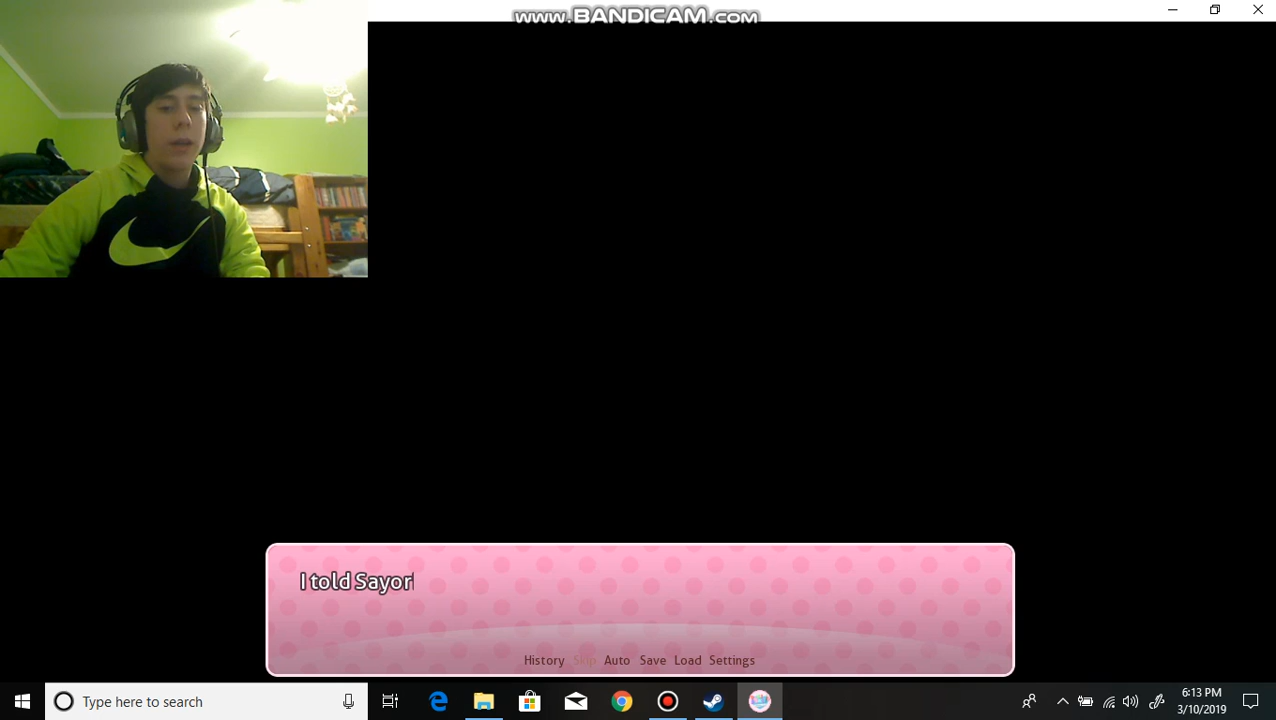 www.BANDICAM.com
I told Sayori
History Skip Auto Save Load Settings
Type here to search
6:13 PM
3/10/2019